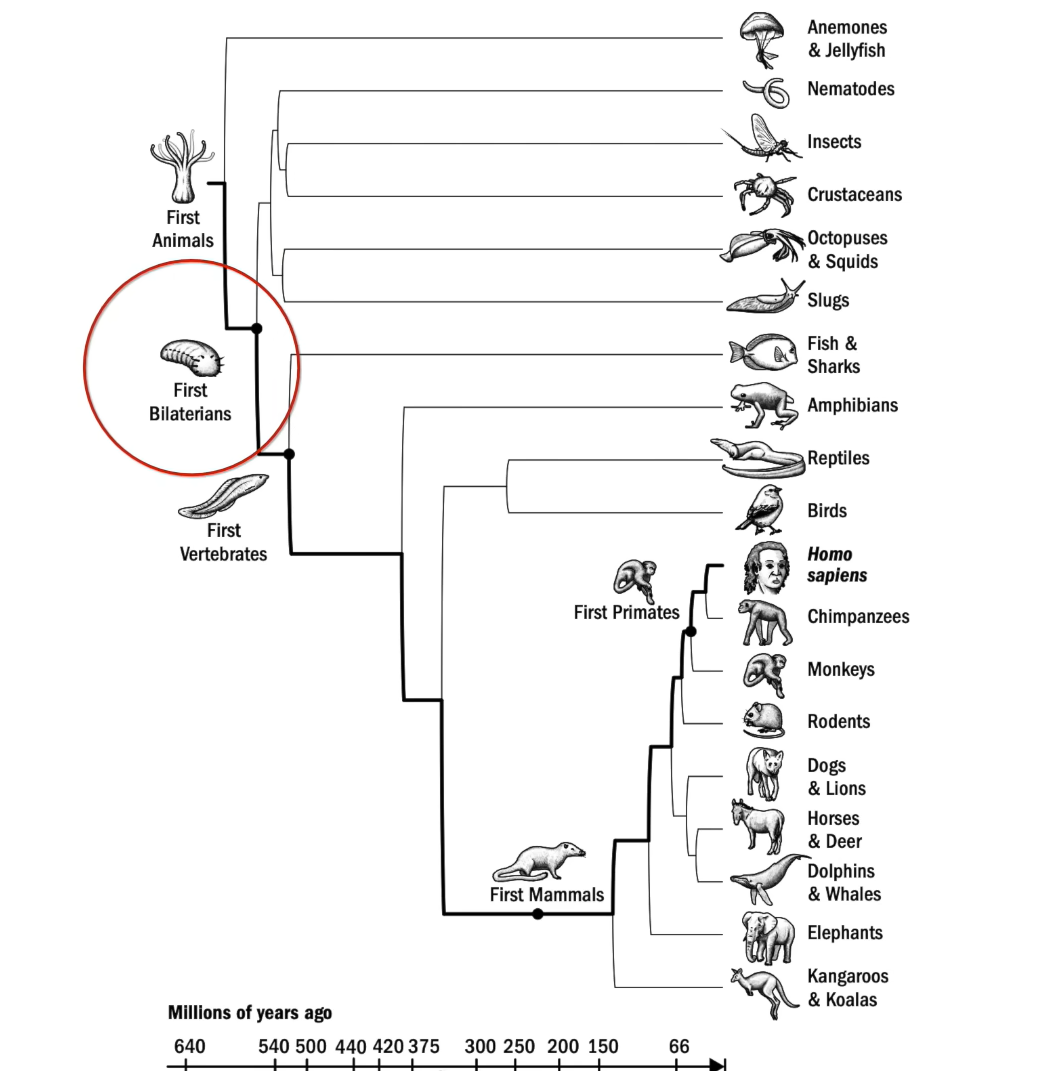 Anemones
& Jellyfish
Nematodes
Insects
First
Animals
Crustaceans
Octopuses
& Squids
Slugs
Fish &
Sharks
First
Bilaterians
Amphibians
Reptiles
Birds
First
Vertebrates
Homo
sapiens
First Primates
Chimpanzees
Monkeys
Rodents
Dogs
& Lions
Horses
& Deer
Dolphins
& Whales
First Mammals
Elephants
Kangaroos
& Koalas
Millions of years ago
640 540 500 440 420 375 300 250 200 150 66